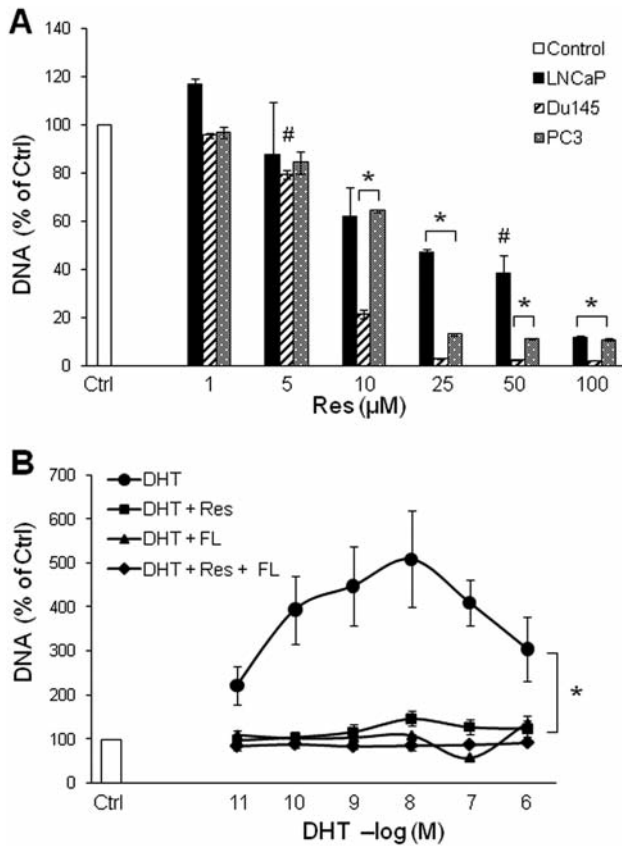 A
140
120
100
80
60
40
20
0
DNA (% of Ctrl)
Control
LNCaP
Du145
PC3
#
*
*
#
*
*
Ctrl
1
5
10
25
50
100
Res (µM)
B
700
600
500
400
300
200
100
0
DNA (% of Ctrl)
DHT
DHT + Res
DHT + FL
DHT + Res + FL
*
Ctrl
11
10
9
8
7
6
DHT –log (M)